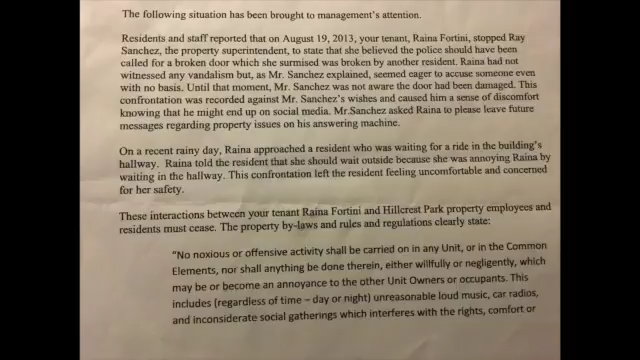 The following situation has been brought to management's attention.
Residents and staff reported that on August 19, 2013, your tenant, Raina Fortini, stopped Ray
Sanchez, the property superintendent, to state that she believed the police should have been
called for a broken door which she surmised was broken by another resident. Raina had not
witnessed any vandalism but, as Mr. Sanchez explained, seemed eager to accuse someone even
with no basis. Until that moment, Mr. Sanchez was not aware the door had been damaged. This
confrontation was recorded against Mr. Sanchez's wishes and caused him a sense of discomfort
knowing that he might end up on social media. Mr.Sanchez asked Raina to please leave future
messages regarding property issues on his answering machine.
On a recent rainy day, Raina approached a resident who was waiting for a ride in the building's
hallway. Raina told the resident that she should wait outside because she was annoying Raina by
waiting in the hallway. This confrontation left the resident feeling uncomfortable and concerned
for her safety.
These interactions between your tenant Raina Fortini and Hillcrest Park property employees and
residents must cease. The property by-laws and rules and regulations clearly state:
"No noxious or offensive activity shall be carried on in any Unit, or in the Common
Elements, nor shall anything be done therein, either willfully or negligently, which
may be or become an annoyance to the other Unit Owners or occupants. This
includes (regardless of time – day or night) unreasonable loud music, car radios,
and inconsiderate social gatherings which interferes with the rights, comfort or